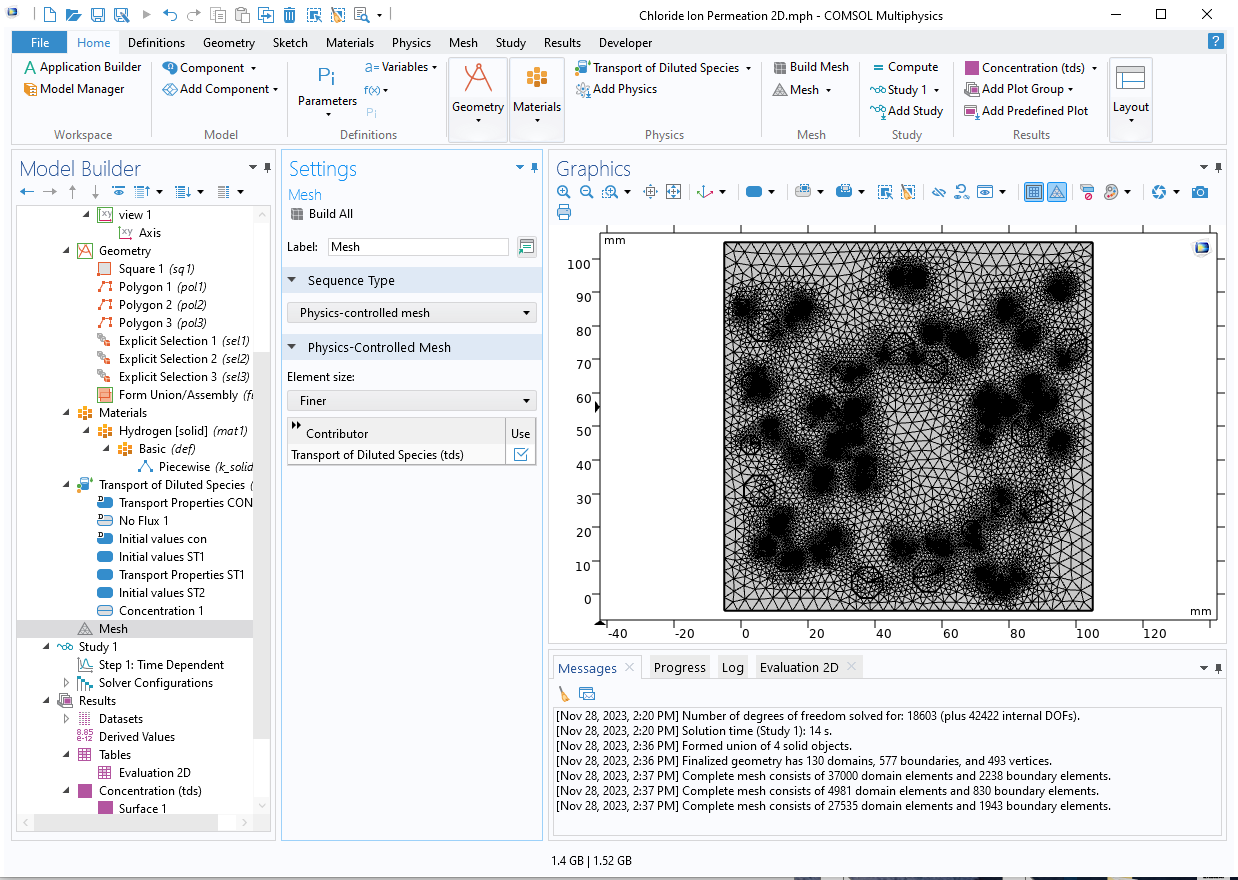 Chloride Ion Permeation 2D.mph - COMSOL Multiphysics
File Home Definitions Geometry Sketch Materials Physics Mesh Study Results Developer
?
A Application Builder
Model Manager
Workspace
Component
Add Component
Model
Pi
Parameters
a= Variables
f(x)
Pi
Definitions
Geometry
Materials
Transport of Diluted Species
Add Physics
Physics
Build Mesh
Mesh
Mesh
= Compute
Study 1
Add Study
Study
Concentration (tds)
Add Plot Group
Add Predefined Plot
Results
Layout
Model Builder
view 1
xy Axis
Geometry
Square 1 (sq1)
Polygon 1 (pol1)
Polygon 2 (pol2)
Polygon 3 (pol3)
Explicit Selection 1 (sel1)
Explicit Selection 2 (sel2)
Explicit Selection 3 (sel3)
Form Union/Assembly (fi
Materials
Hydrogen [solid] (mat1)
Basic (def)
Piecewise (k_solid
Transport of Diluted Species (
Transport Properties CON
No Flux 1
Initial values con
Initial values ST1
Transport Properties ST1
Initial values ST2
Concentration 1
Mesh
Study 1
Step 1: Time Dependent
Solver Configurations
Results
Datasets
8.85
e-12 Derived Values
Tables
Evaluation 2D
Concentration (tds)
Surface 1
Settings
Mesh
Build All
Label: Mesh
Sequence Type
Physics-controlled mesh
Physics-Controlled Mesh
Element size:
Finer
Contributor Use
Transport of Diluted Species (tds)
Graphics
mm
100
90
80
70
60
50
40
30
20
10
0
mm
-40 -20 0 20 40 60 80 100 120
Messages Progress Log Evaluation 2D
[Nov 28, 2023, 2:20 PM] Number of degrees of freedom solved for: 18603 (plus 42422 internal DOFs).
[Nov 28, 2023, 2:20 PM] Solution time (Study 1): 14 s.
[Nov 28, 2023, 2:36 PM] Formed union of 4 solid objects.
[Nov 28, 2023, 2:36 PM] Finalized geometry has 130 domains, 577 boundaries, and 493 vertices.
[Nov 28, 2023, 2:37 PM] Complete mesh consists of 37000 domain elements and 2238 boundary elements.
[Nov 28, 2023, 2:37 PM] Complete mesh consists of 4981 domain elements and 830 boundary elements.
[Nov 28, 2023, 2:37 PM] Complete mesh consists of 27535 domain elements and 1943 boundary elements.
1.4 GB | 1.52 GB